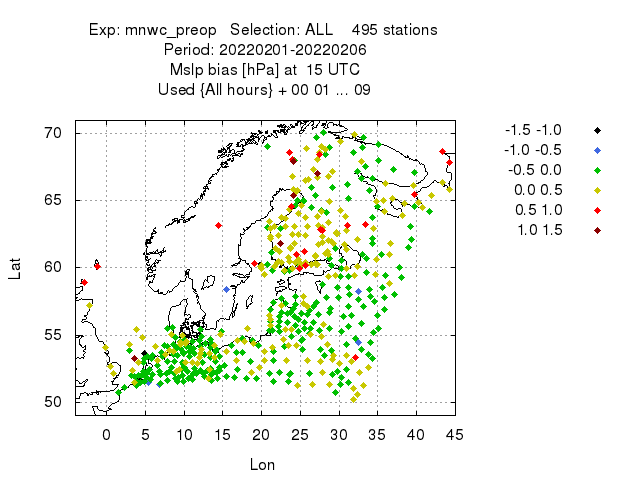 Exp: mnwc_preop   Selection: ALL    495 stations
Period: 20220201-20220206
Mslp bias [hPa] at  15 UTC
Used {All hours} + 00 01 ... 09
-1.5 -1.0
-1.0 -0.5
-0.5 0.0
0.0 0.5
0.5 1.0
1.0 1.5
70
65
60
55
50
Lat
0 5 10 15 20 25 30 35 40 45
Lon